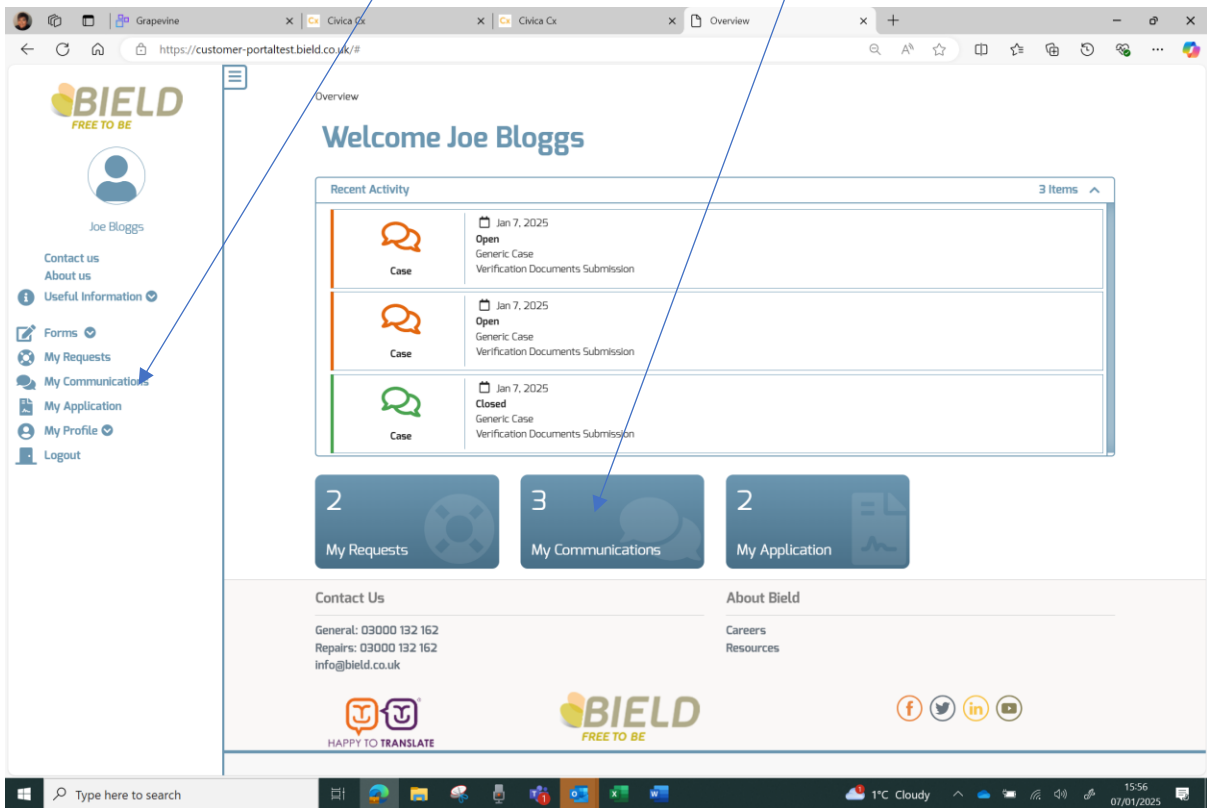 Grapevine
Civica Cx
Civica Cx
Overview
https://customer-portaltest.bield.co.uk/#
BIELD
FREE TO BE
Joe Bloggs
Contact us
About us
Useful Information
Forms
My Requests
My Communications
My Application
My Profile
Logout
Overview
Welcome Joe Bloggs
Recent Activity 3 Items
Jan 7, 2025
Open
Generic Case
Verification Documents Submission
Case
Jan 7, 2025
Open
Generic Case
Verification Documents Submission
Case
Jan 7, 2025
Closed
Generic Case
Verification Documents Submission
Case
2
My Requests
3
My Communications
2
My Application
Contact Us
General: 03000 132 162
Repairs: 03000 132 162
info@bield.co.uk
About Bield
Careers
Resources
HAPPY TO TRANSLATE
BIELD
FREE TO BE
Type here to search
1°C Cloudy
15:56
07/01/2025